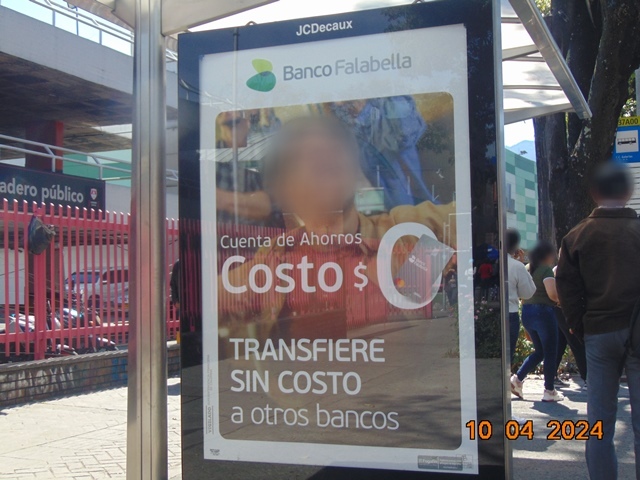 JCDecaux
Banco Falabella
adero público
Cuenta de Ahorros
Costo $0
TRANSFIERE
SIN COSTO
a otros bancos
10 04 2024